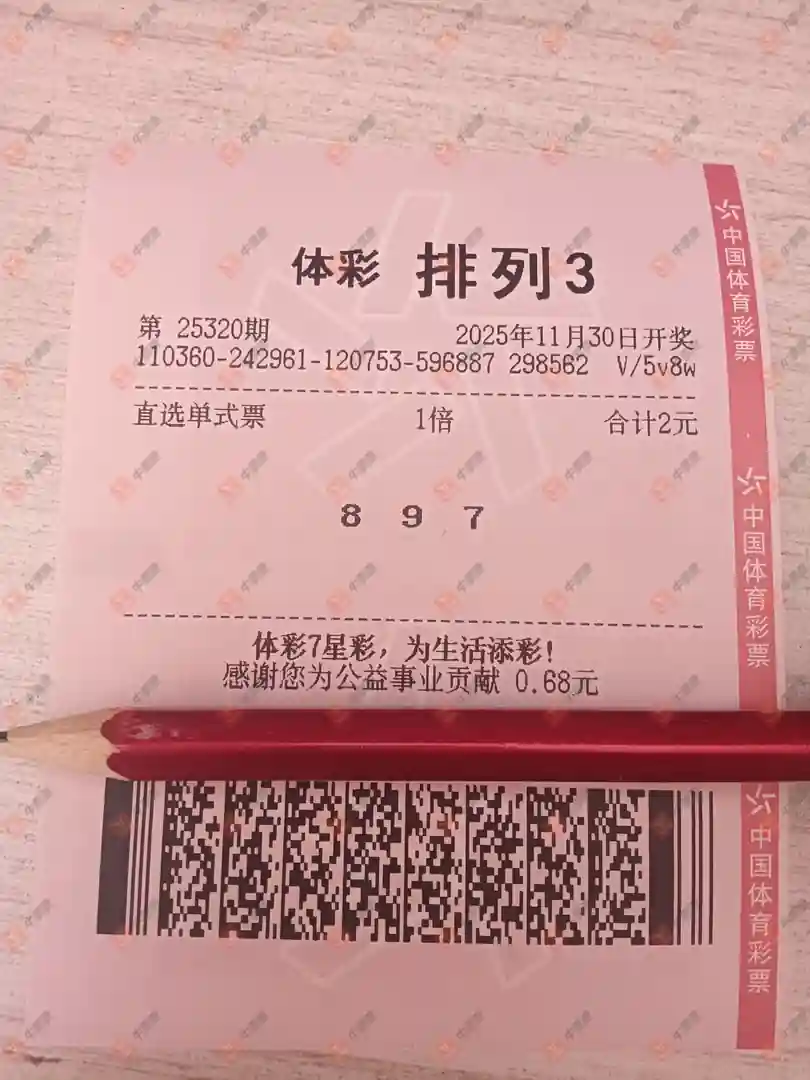 体彩 排列3
第 25320期 2025年11月30日开奖
110360-242961-120753-596887 298562 V/5v8w
直选单式票 1倍 合计2元
8 9 7
体彩7星彩，为生活添彩！
感谢您为公益事业贡献 0.68元
中国体育彩票
中国体育彩票
中国体育彩票